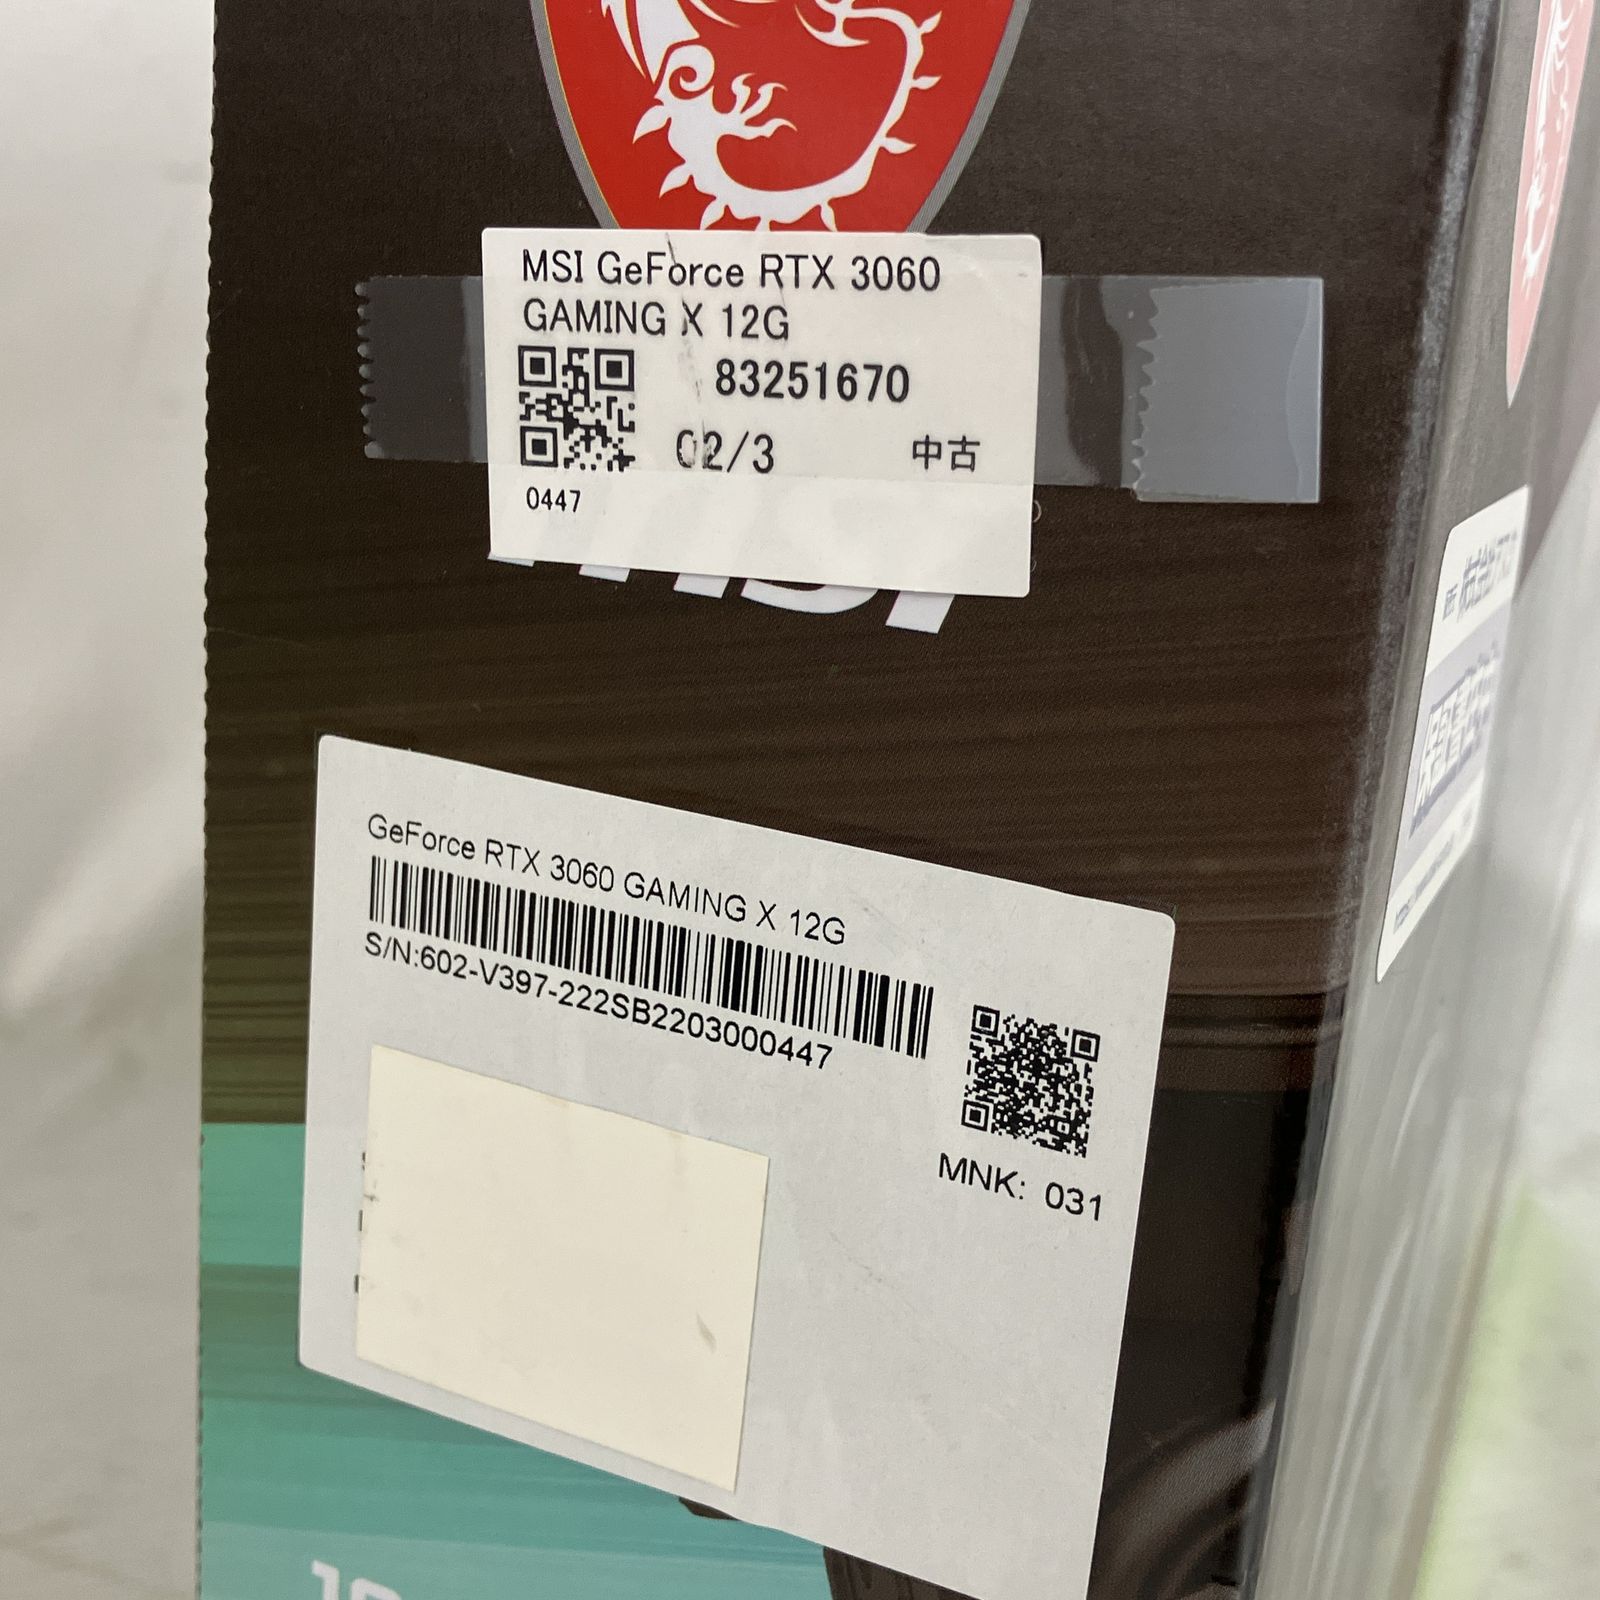 MSI GeForce RTX 3060
GAMING X 12G
83251670
02/3 中古
0447
msi
GeForce RTX 3060 GAMING X 12G
S/N:602-V397-222SB2203000447
MNK: 031